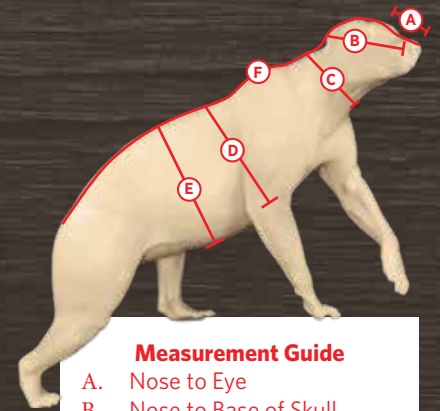 A
B
F
C
D
E
Measurement Guide
A. Nose to Eye
B. Nose to Base of Skull